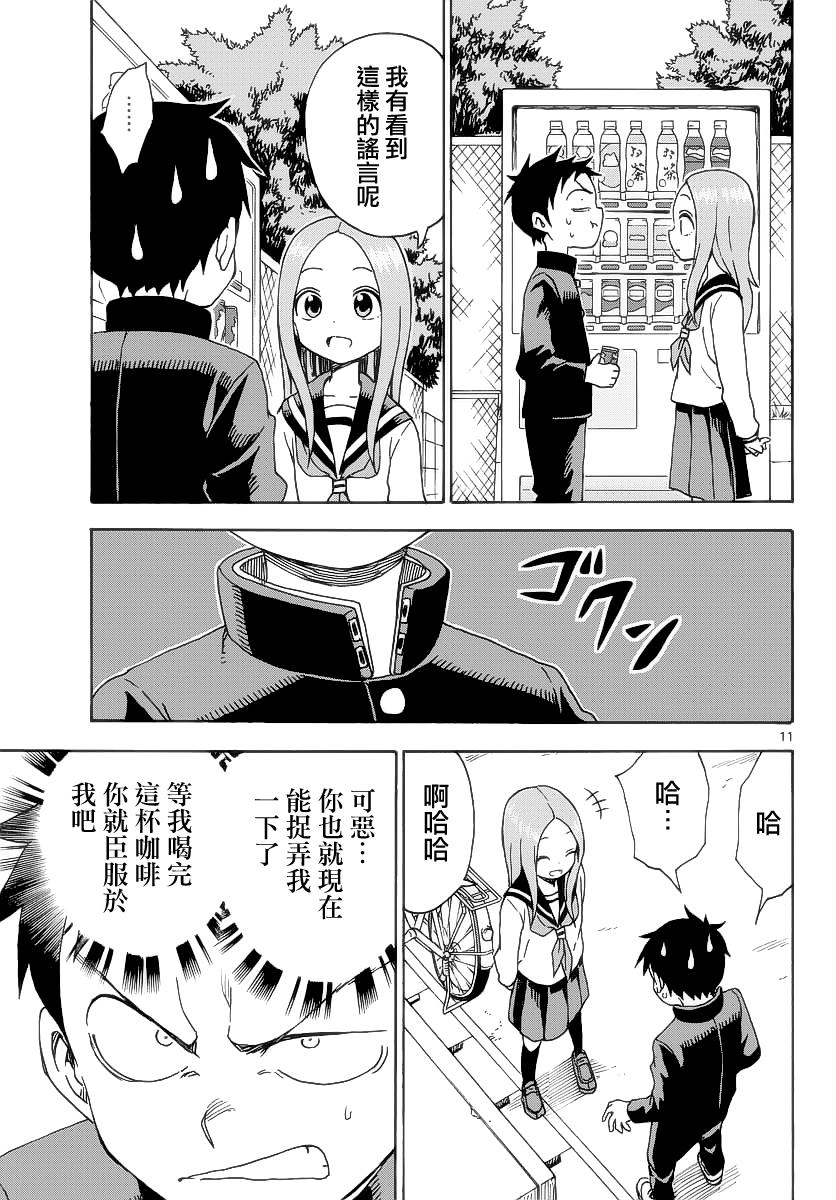 お茶
お茶
我有看到
這樣的謠言呢
……
ゴクン
11
哈
哈…
啊哈哈
可惡…
你也就現在
能捉弄我
一下了
等我喝完
這杯咖啡
你就臣服於
我吧